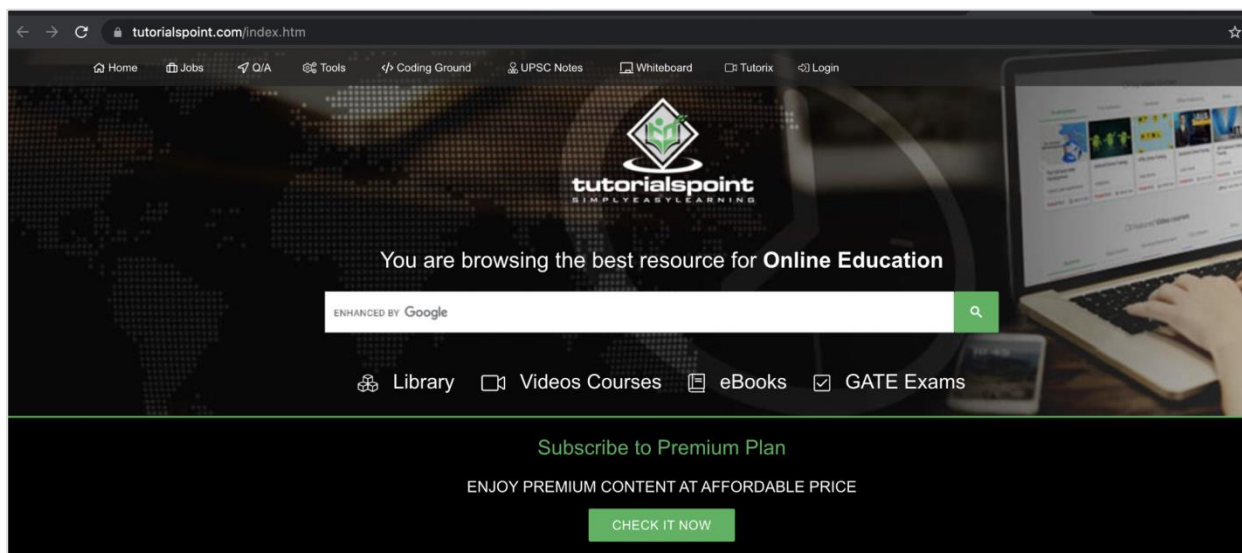 tutorialspoint.com/index.htm
Home Jobs Q/A Tools Coding Ground UPSC Notes Whiteboard Tutorix Login
tutorialspoint
SIMPLYEASYLEARNING
You are browsing the best resource for Online Education
ENHANCED BY Google
Library Videos Courses eBooks GATE Exams
Subscribe to Premium Plan
ENJOY PREMIUM CONTENT AT AFFORDABLE PRICE
CHECK IT NOW